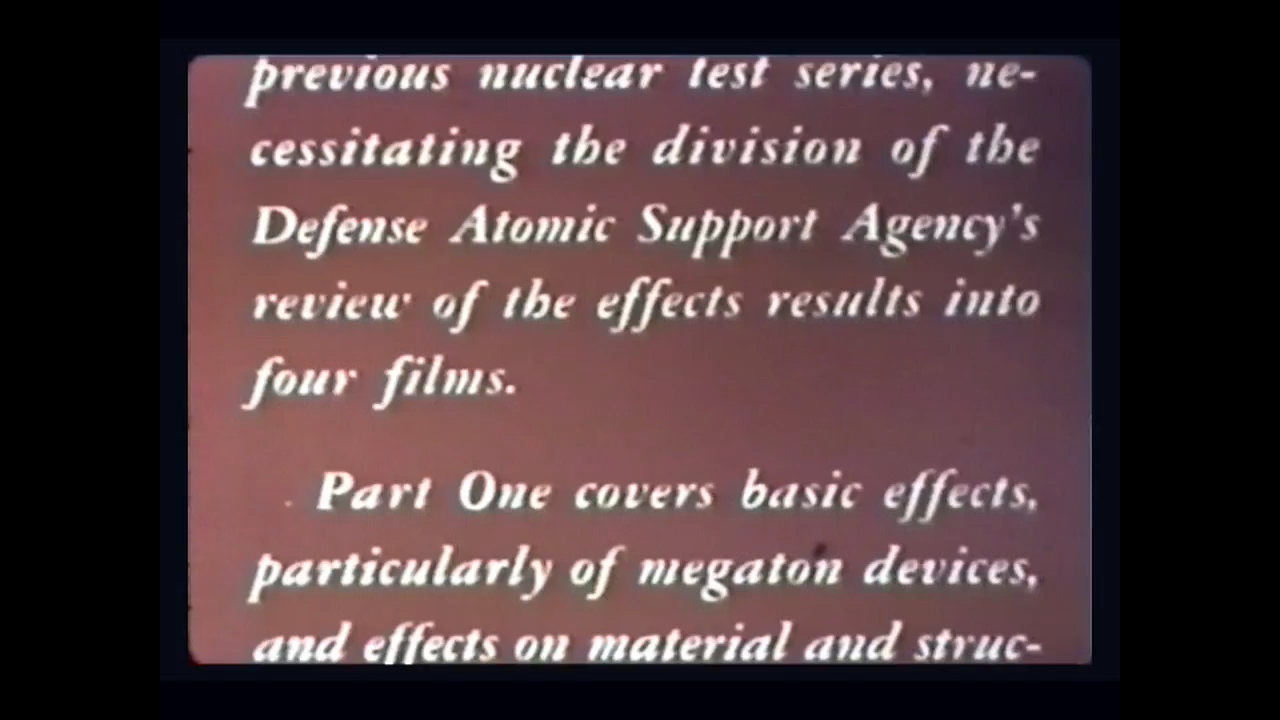 previous nuclear test series, ne-
cessitating the division of the
Defense Atomic Support Agency's
review of the effects results into
four films.
Part One covers basic effects,
particularly of megaton devices,
and effects on material and struc-